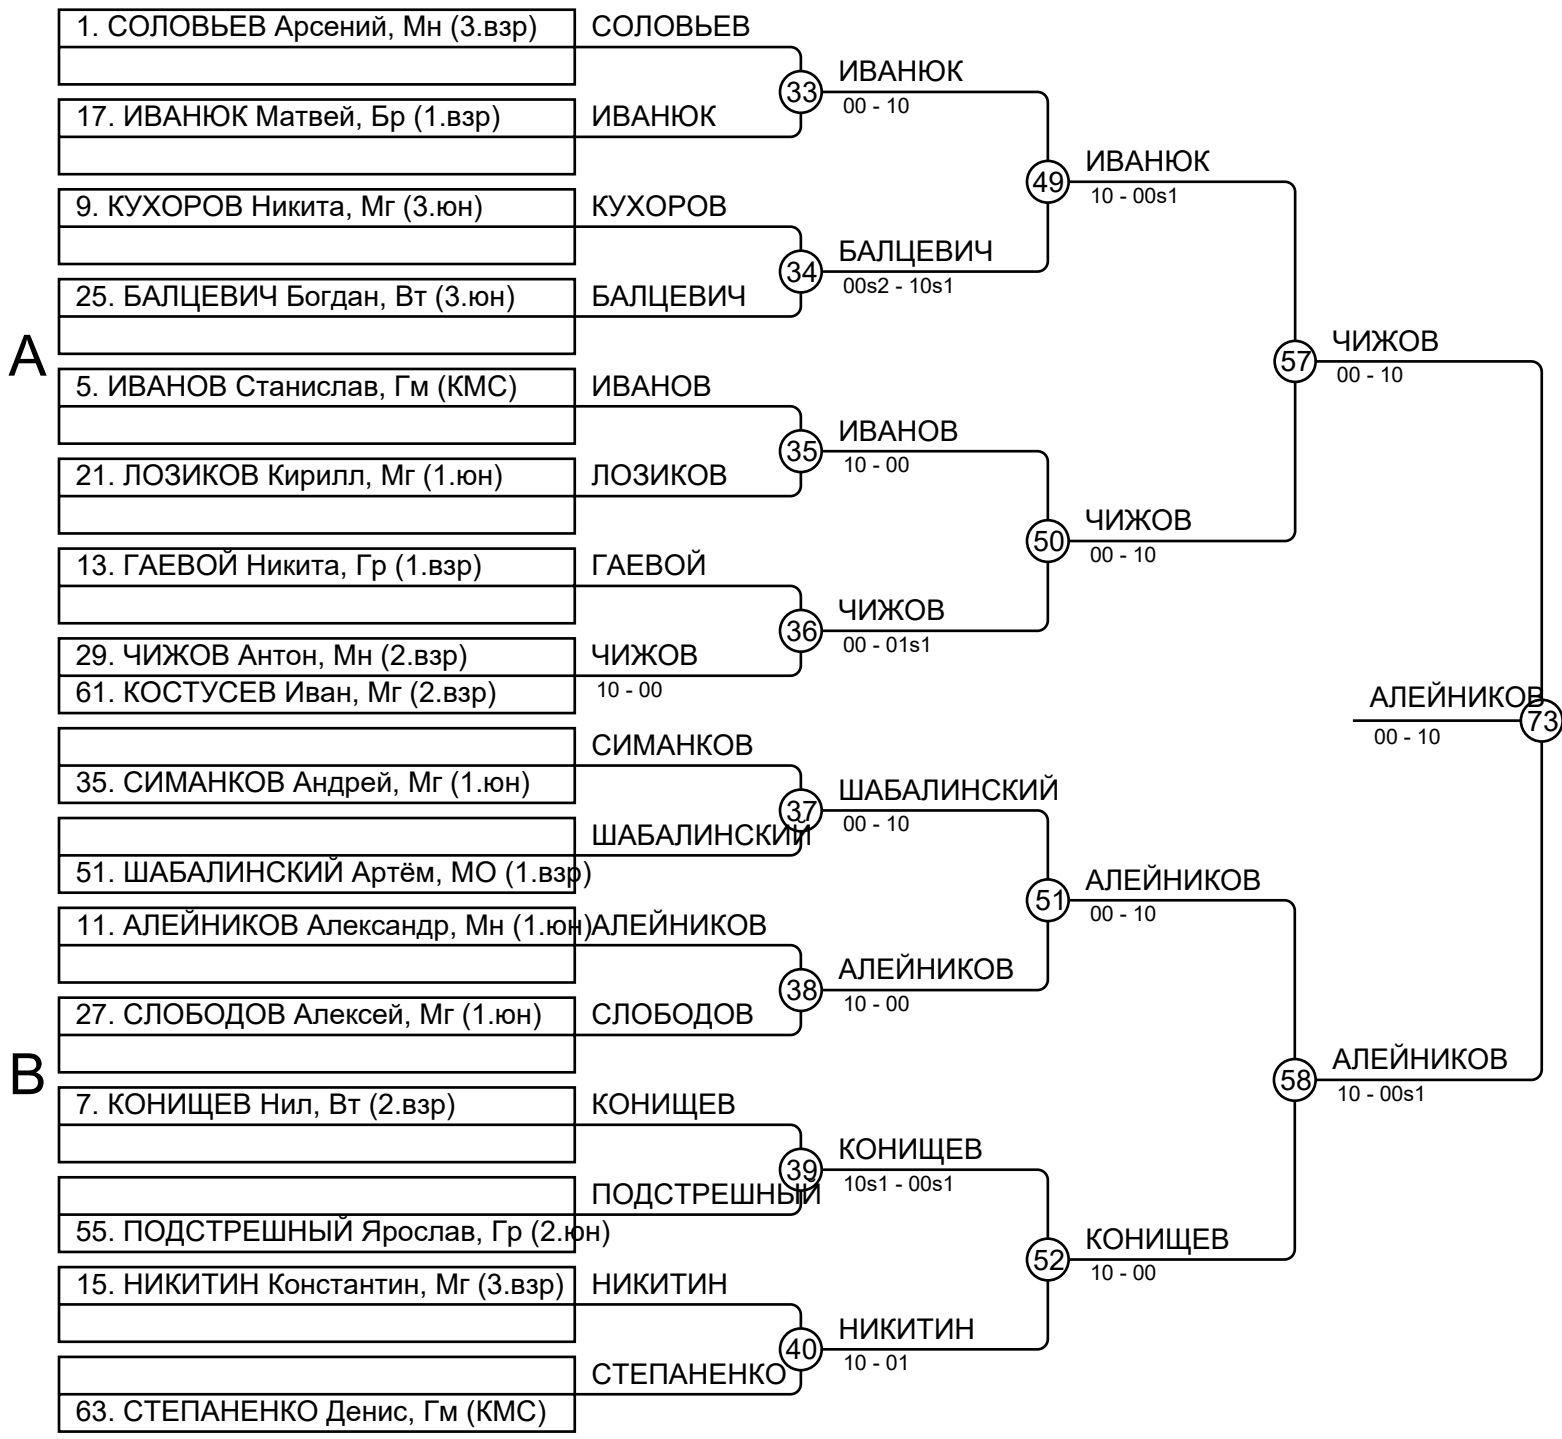 1. СОЛОВЬЕВ Арсений, Мн (3.взр)
СОЛОВЬЕВ
33
ИВАНЮК
00 - 10
17. ИВАНЮК Матвей, Бр (1.взр)
ИВАНЮК
49
ИВАНЮК
10 - 00s1
9. КУХОРОВ Никита, Мг (3.юн)
КУХОРОВ
34
БАЛЦЕВИЧ
00s2 - 10s1
25. БАЛЦЕВИЧ Богдан, Вт (3.юн)
БАЛЦЕВИЧ
A
57
ЧИЖОВ
00 - 10
5. ИВАНОВ Станислав, Гм (КМС)
ИВАНОВ
35
ИВАНОВ
10 - 00
21. ЛОЗИКОВ Кирилл, Мг (1.юн)
ЛОЗИКОВ
50
ЧИЖОВ
00 - 10
13. ГАЕВОЙ Никита, Гр (1.взр)
ГАЕВОЙ
36
ЧИЖОВ
00 - 01s1
29. ЧИЖОВ Антон, Мн (2.взр)
ЧИЖОВ
10 - 00
61. КОСТУСЕВ Иван, Мг (2.взр)
АЛЕЙНИКОВ
73
00 - 10
СИМАНКОВ
35. СИМАНКОВ Андрей, Мг (1.юн)
37
ШАБАЛИНСКИЙ
00 - 10
ШАБАЛИНСКИЙ
51. ШАБАЛИНСКИЙ Артём, МО (1.взр)
51
АЛЕЙНИКОВ
00 - 10
11. АЛЕЙНИКОВ Александр, Мн (1.юн)
АЛЕЙНИКОВ
38
АЛЕЙНИКОВ
10 - 00
27. СЛОБОДОВ Алексей, Мг (1.юн)
СЛОБОДОВ
B
58
АЛЕЙНИКОВ
10 - 00s1
7. КОНИЩЕВ Нил, Вт (2.взр)
КОНИЩЕВ
39
КОНИЩЕВ
10s1 - 00s1
ПОДСТРЕШНЫЙ
55. ПОДСТРЕШНЫЙ Ярослав, Гр (2.юн)
52
КОНИЩЕВ
10 - 00
15. НИКИТИН Константин, Мг (3.взр)
НИКИТИН
40
НИКИТИН
10 - 01
СТЕПАНЕНКО
63. СТЕПАНЕНКО Денис, Гм (КМС)